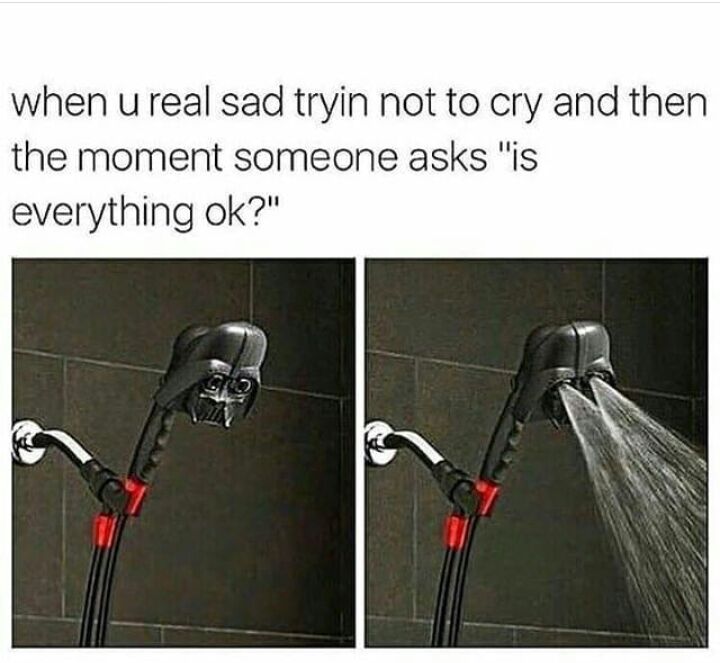 when u real sad tryin not to cry and then
the moment someone asks "is
everything ok?"